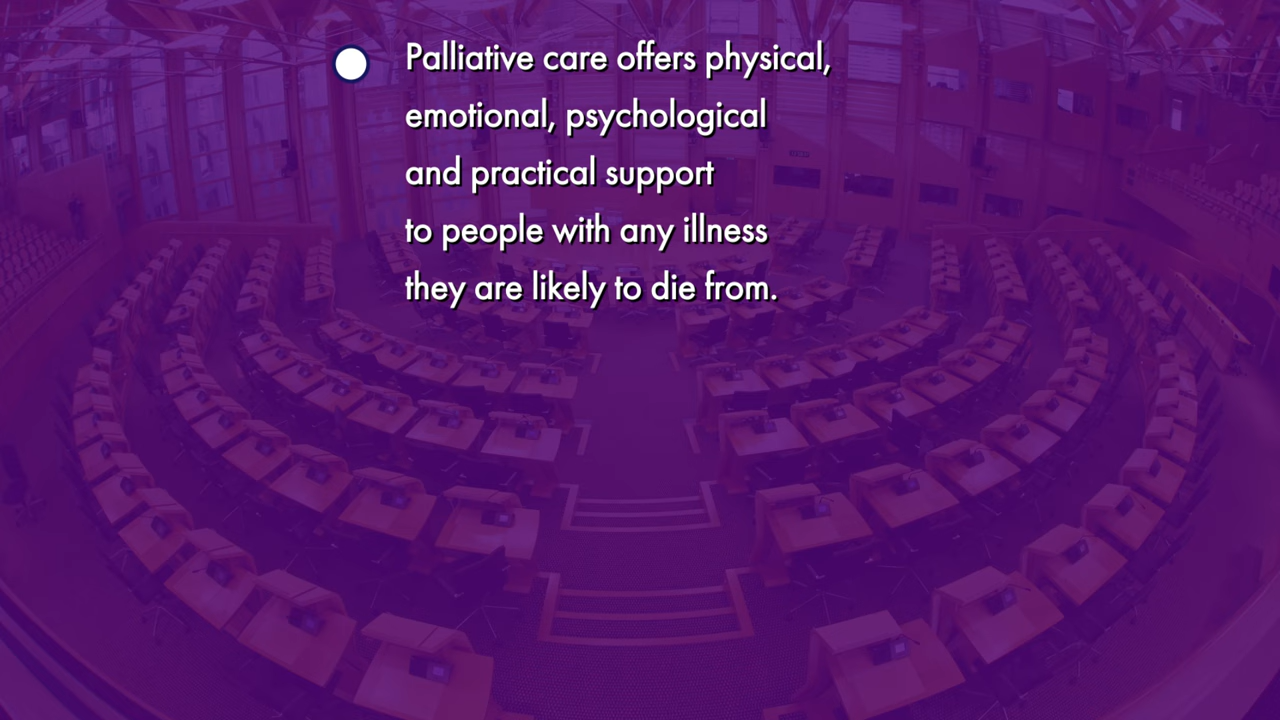 Palliative care offers physical,
emotional, psychological
and practical support
to people with any illness
they are likely to die from.